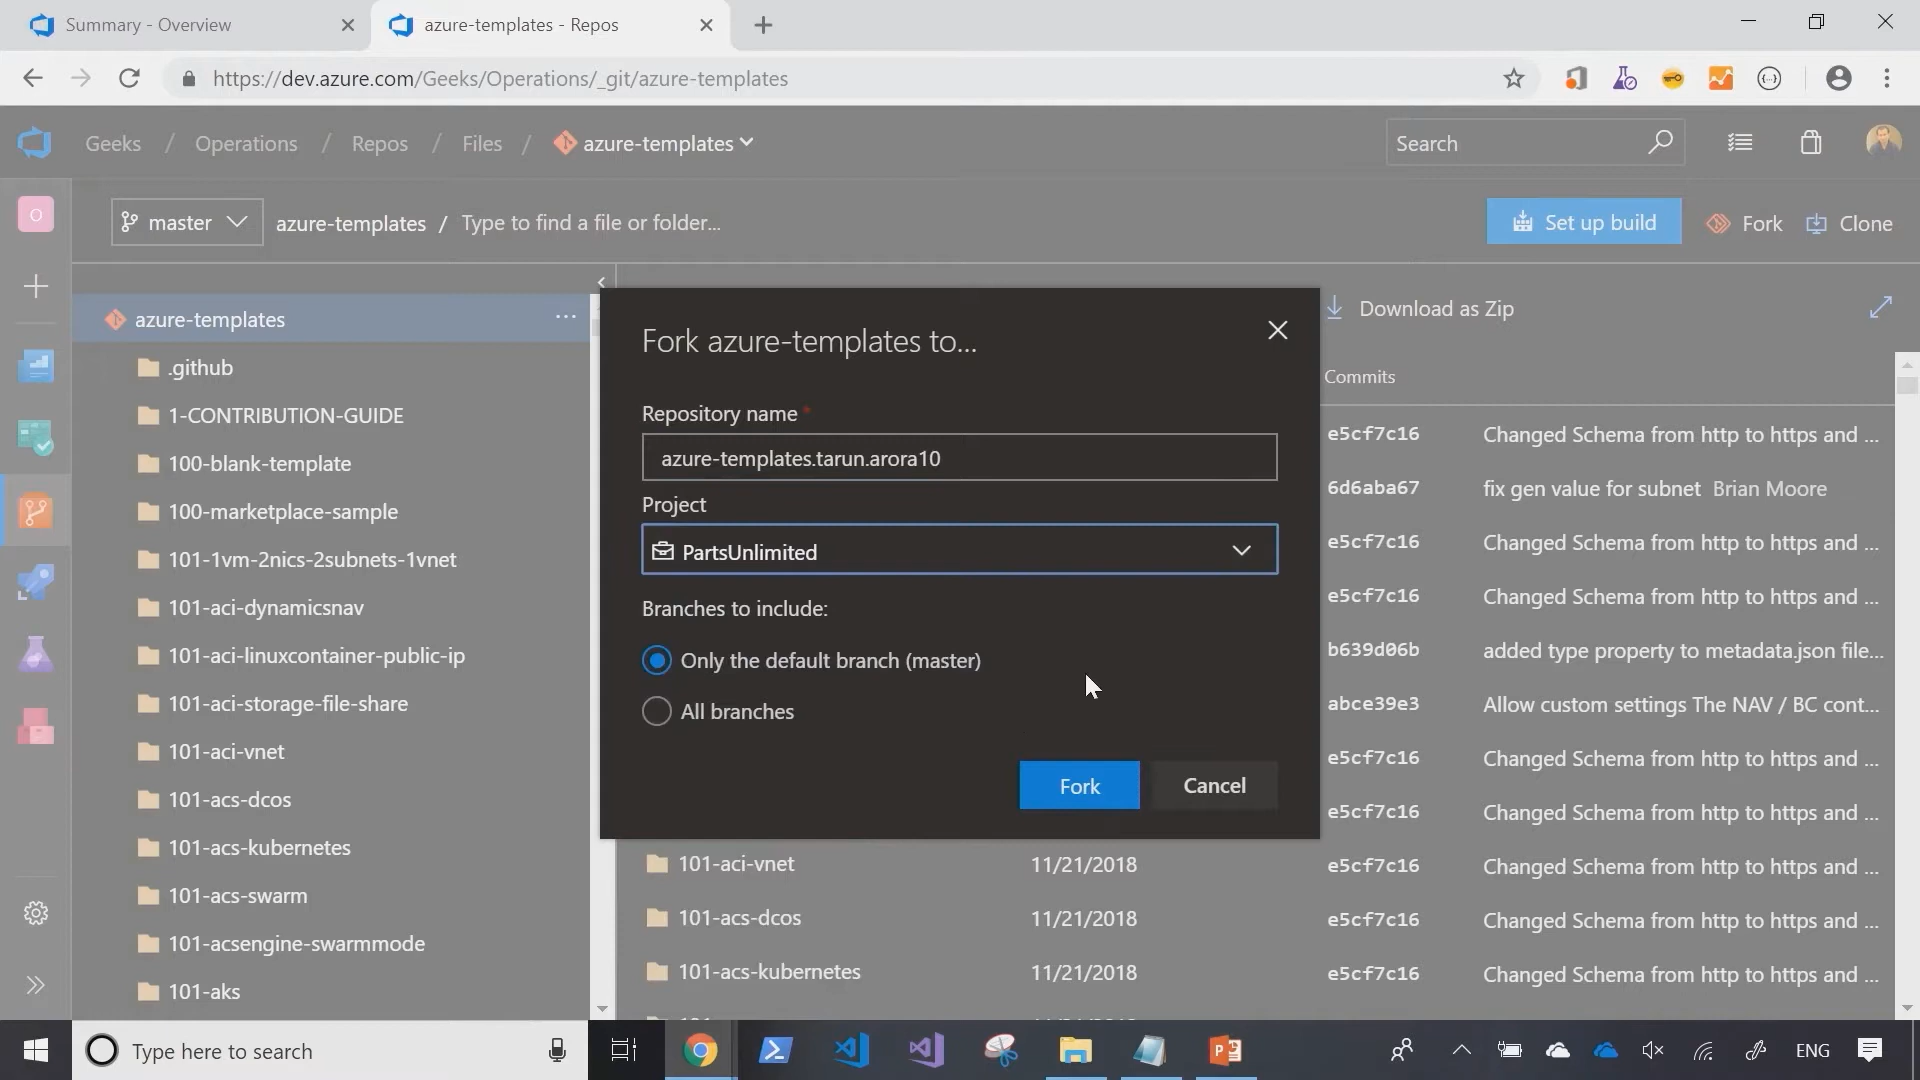 Summary - Overview
azure-templates - Repos
https://dev.azure.com/Geeks/Operations/_git/azure-templates
Geeks / Operations / Repos / Files / azure-templates
Search
O
master
azure-templates / Type to find a file or folder...
Set up build
Fork
Clone
azure-templates
.github
1-CONTRIBUTION-GUIDE
100-blank-template
100-marketplace-sample
101-1vm-2nics-2subnets-1vnet
101-aci-dynamicsnav
101-aci-linuxcontainer-public-ip
101-aci-storage-file-share
101-aci-vnet
101-acs-dcos
101-acs-kubernetes
101-acs-swarm
101-acsengine-swarmmode
101-aks
Fork azure-templates to...
Repository name *
azure-templates.tarun.arora10
Project
PartsUnlimited
Branches to include:
Only the default branch (master)
All branches
Fork
Cancel
Download as Zip
Commits
e5cf7c16 Changed Schema from http to https and ...
6d6aba67 fix gen value for subnet Brian Moore
e5cf7c16 Changed Schema from http to https and ...
e5cf7c16 Changed Schema from http to https and ...
b639d06b added type property to metadata.json file...
abce39e3 Allow custom settings The NAV / BC cont...
e5cf7c16 Changed Schema from http to https and ...
e5cf7c16 Changed Schema from http to https and ...
101-aci-vnet 11/21/2018 e5cf7c16 Changed Schema from http to https and ...
101-acs-dcos 11/21/2018 e5cf7c16 Changed Schema from http to https and ...
101-acs-kubernetes 11/21/2018 e5cf7c16 Changed Schema from http to https and ...
Type here to search
ENG